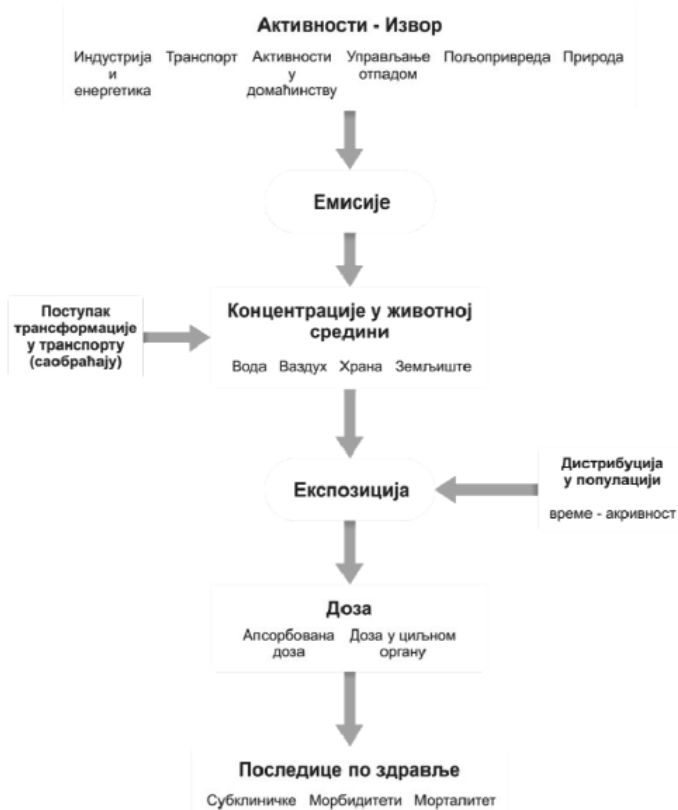 Активности - Извор
Индустрија Транспорт Активности Управљање Пољопривреда Природа
и у отпадом
енергетика домаћинству
Емисије
Поступак
трансформације
у транспорту
(саобраћају)
Концентрације у животној
средини
Вода Ваздух Храна Земљиште
Експозиција
Дистрибуција
у популацији
време - акривност
Доза
Апсорбована Доза у циљном
доза органу
Последице по здравље
Субклиничке Морбидитети Морталитет